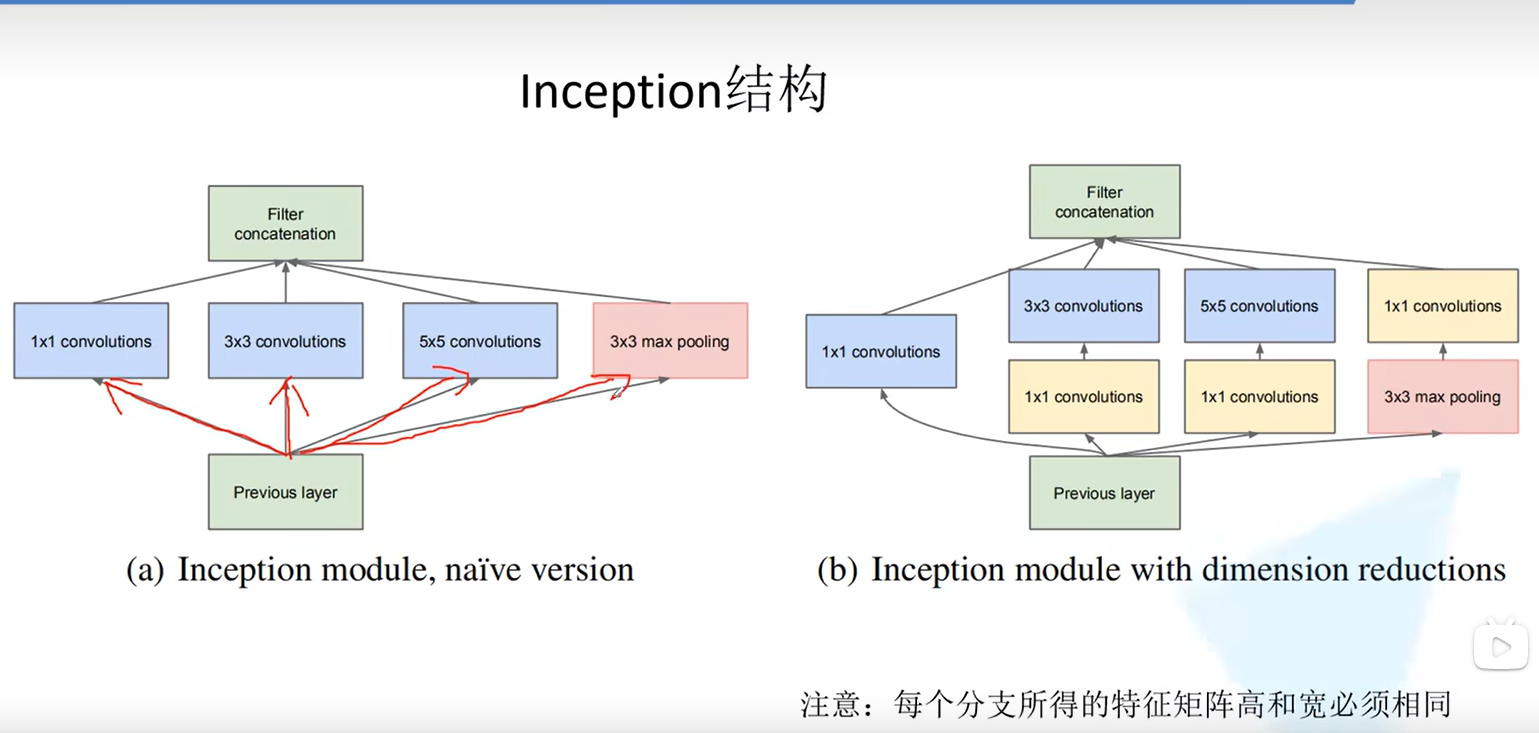 Inception结构
Filter
concatenation
1x1 convolutions
3x3 convolutions
5x5 convolutions
3x3 max pooling
Previous layer
(a) Inception module, naïve version
Filter
concatenation
3x3 convolutions
5x5 convolutions
1x1 convolutions
1x1 convolutions
1x1 convolutions
1x1 convolutions
3x3 max pooling
Previous layer
(b) Inception module with dimension reductions
注意：每个分支所得的特征矩阵高和宽必须相同